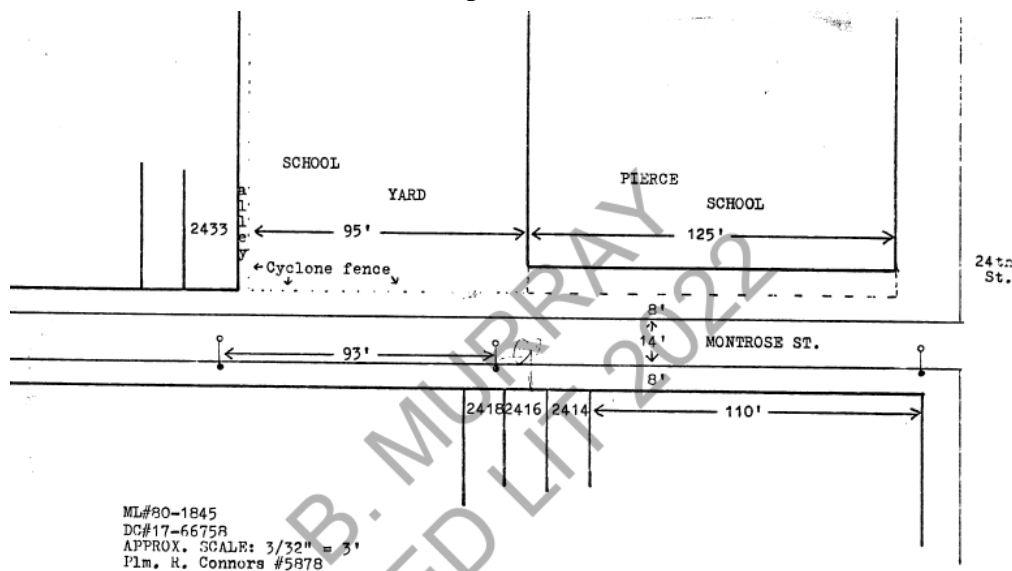 SCHOOL
YARD
PIERCE
SCHOOL
2433
alley
95'
125'
←Cyclone fence
24th
St.
8'
14'
MONTROSE ST.
93'
8'
2418 2416 2414
110'
ML#80-1845
DC#17-66758
APPROX. SCALE: 3/32" = 3'
Plm. R. Connors #5878
B. MURRAY
LIT 2022